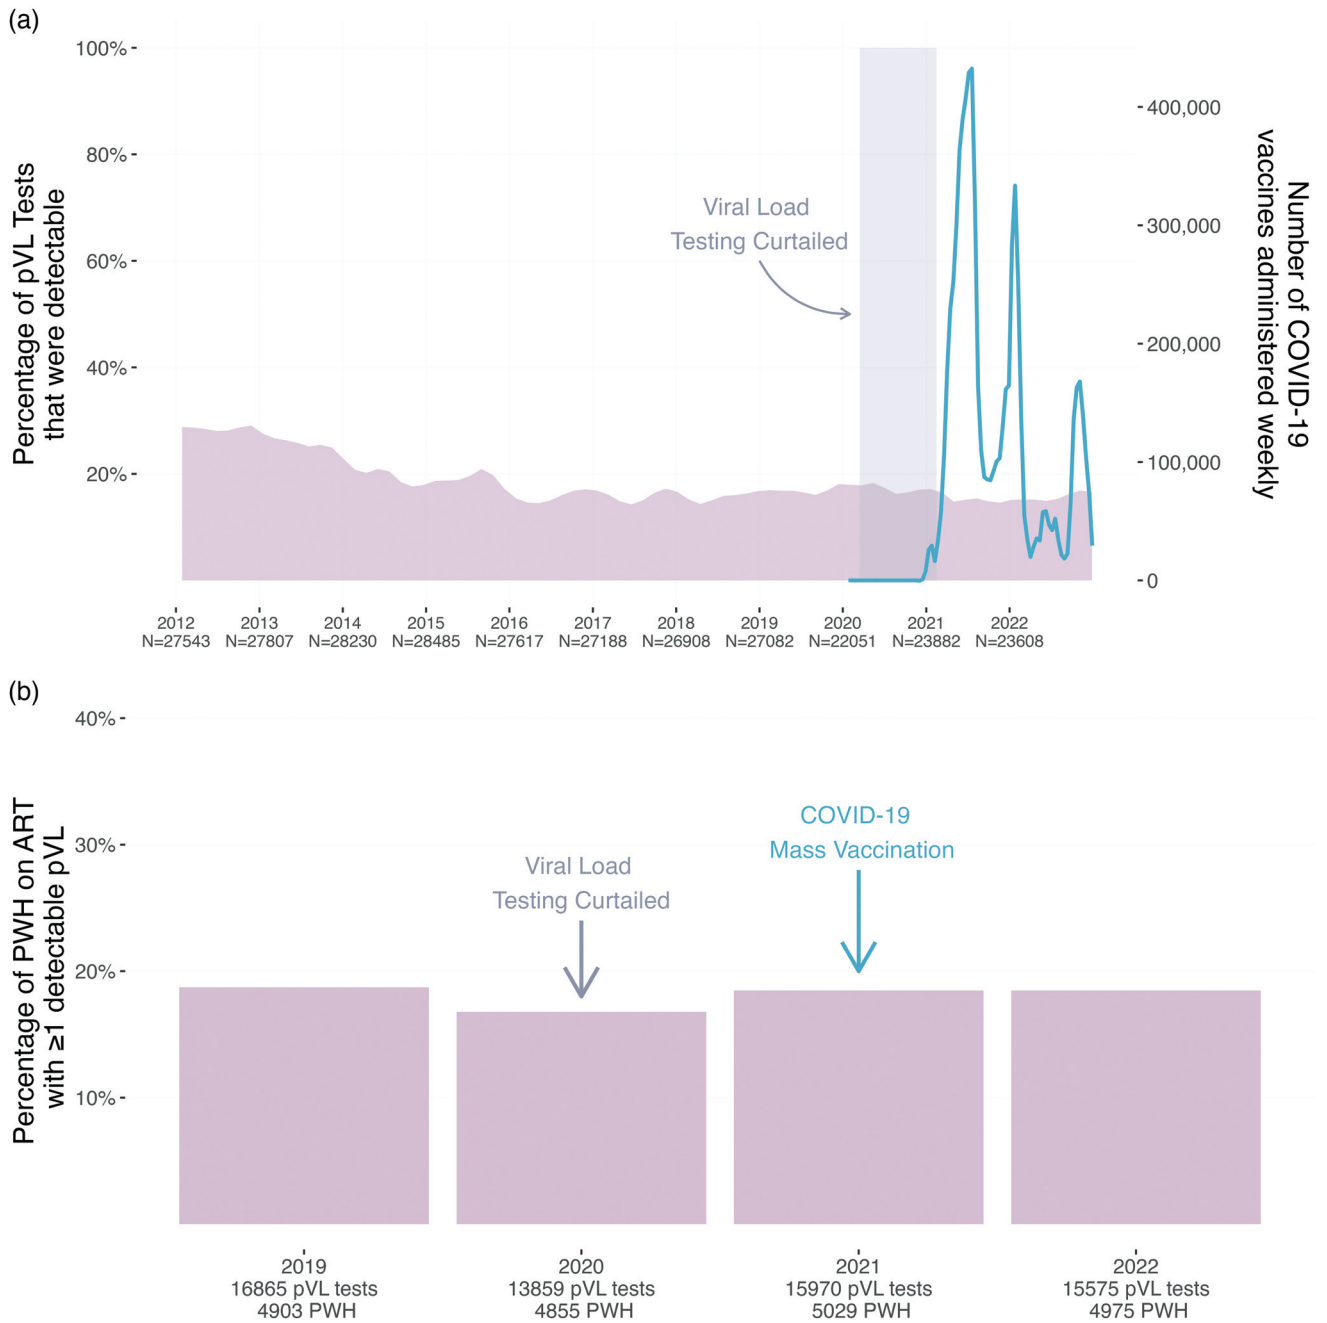 (a)
Percentage of pVL Tests
that were detectable
100%
80%
60%
40%
20%
Viral Load
Testing Curtailed
400,000
300,000
200,000
100,000
0
Number of COVID-19
vaccines administered weekly
2012 2013 2014 2015 2016 2017 2018 2019 2020 2021 2022
N=27543 N=27807 N=28230 N=28485 N=27617 N=27188 N=26908 N=27082 N=22051 N=23882 N=23608
(b)
Percentage of PWH on ART
with ≥1 detectable pVL
40%
30%
20%
10%
Viral Load
Testing Curtailed
COVID-19
Mass Vaccination
2019 2020 2021 2022
16865 pVL tests 13859 pVL tests 15970 pVL tests 15575 pVL tests
4903 PWH 4855 PWH 5029 PWH 4975 PWH